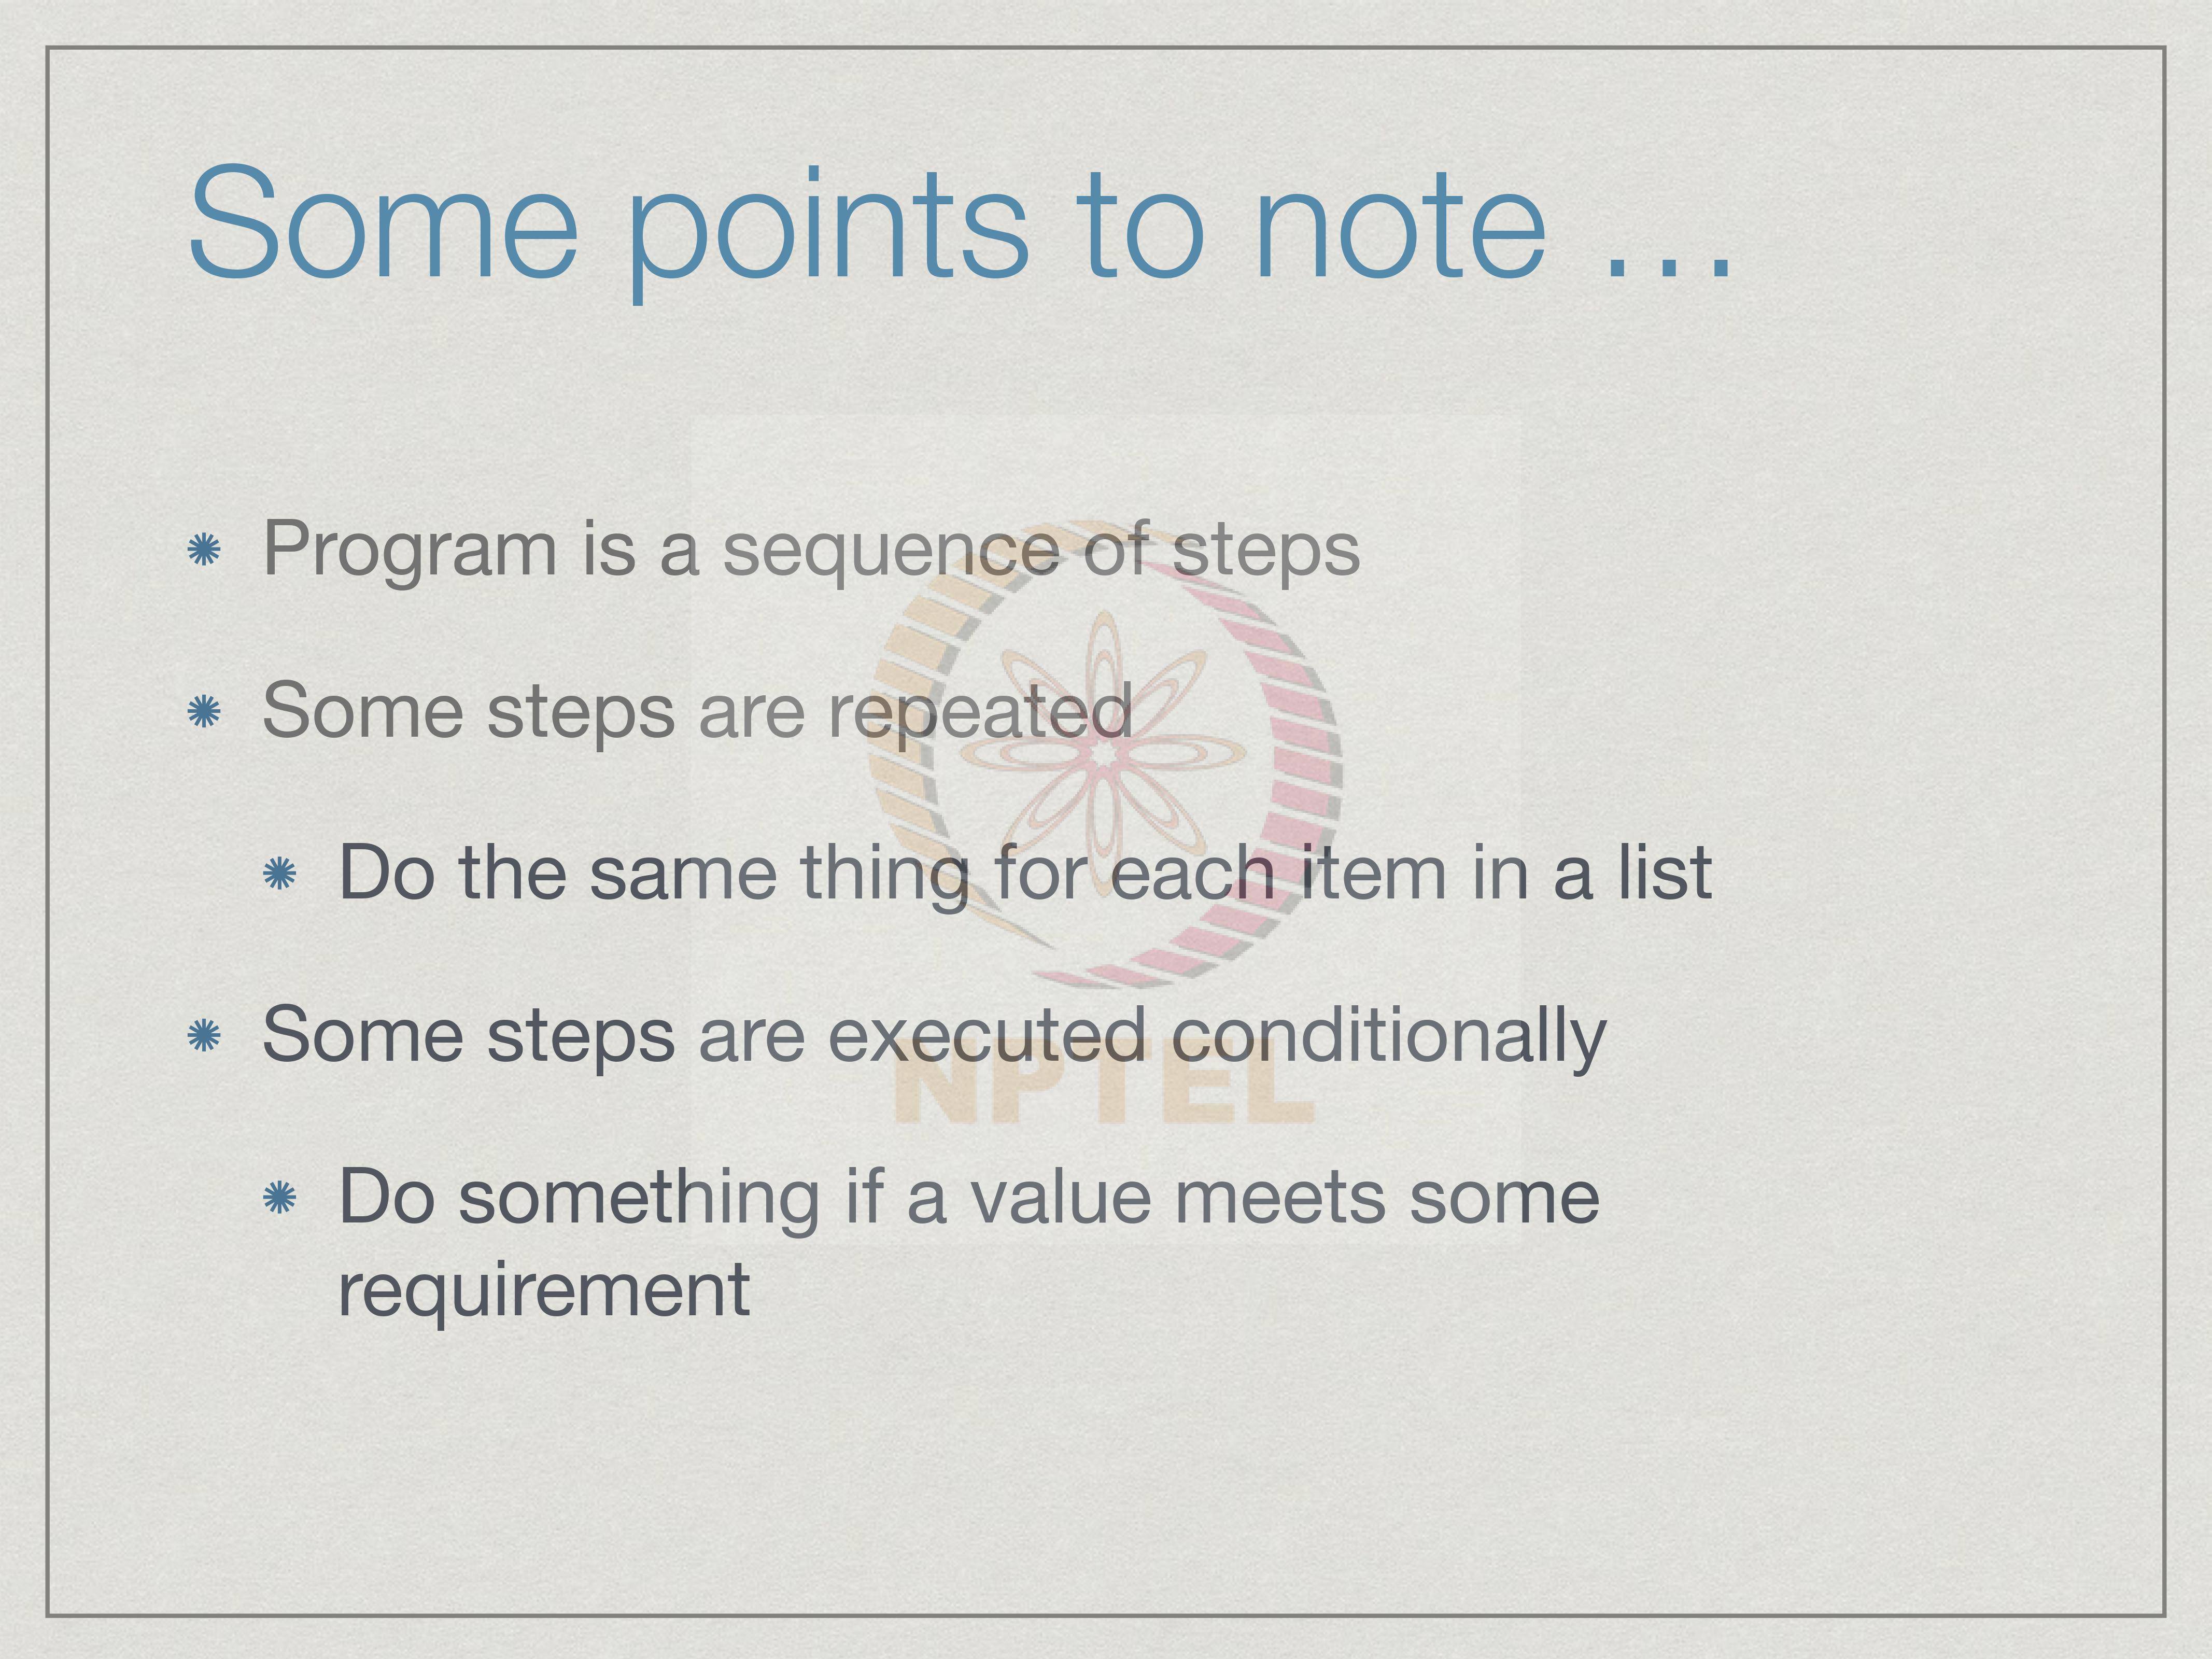 Some points to note …
Program is a sequence of steps
Some steps are repeated
Do the same thing for each item in a list
Some steps are executed conditionally
NPTEL
Do something if a value meets some
requirement